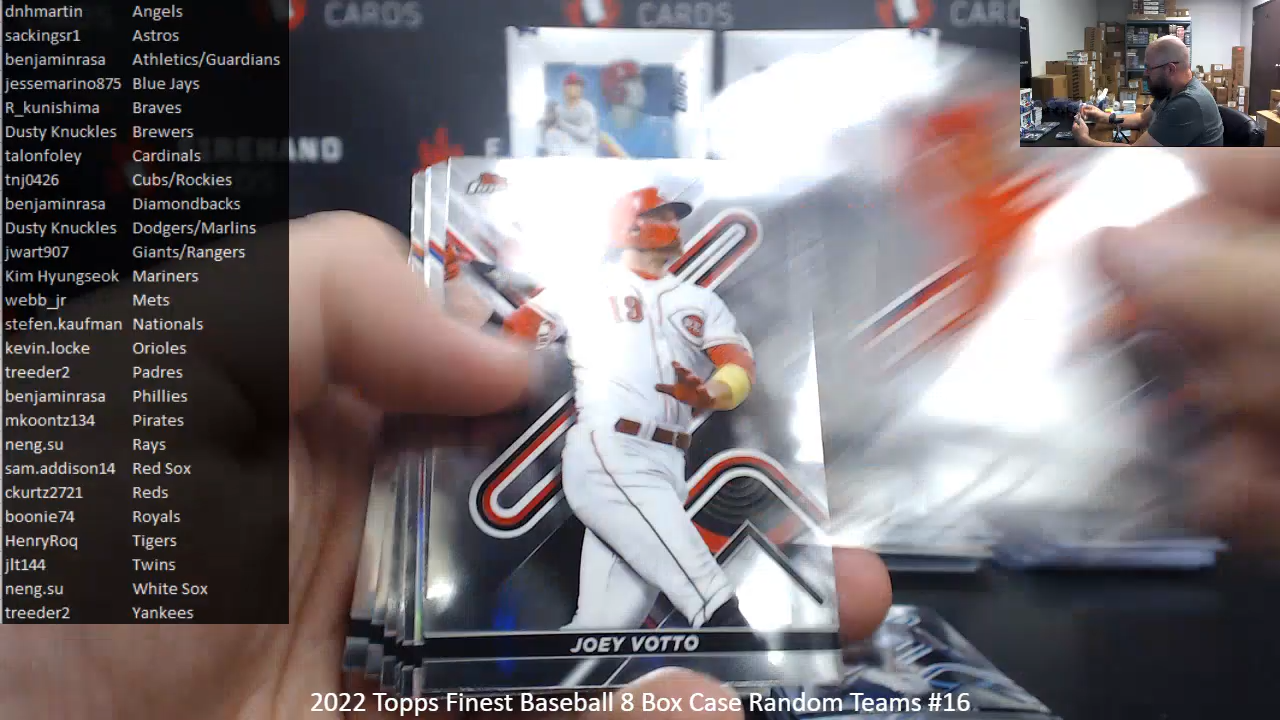 dnhmartin Angels
sackingsr1 Astros
benjaminrasa Athletics/Guardians
jessemarino875 Blue Jays
R_kunishima Braves
Dusty Knuckles Brewers
talonfoley Cardinals
tnj0426 Cubs/Rockies
benjaminrasa Diamondbacks
Dusty Knuckles Dodgers/Marlins
jwart907 Giants/Rangers
Kim Hyungseok Mariners
webb_jr Mets
stefen.kaufman Nationals
kevin.locke Orioles
treeder2 Padres
benjaminrasa Phillies
mkoontz134 Pirates
neng.su Rays
sam.addison14 Red Sox
ckurtz2721 Reds
boonie74 Royals
HenryRoq Tigers
jlt144 Twins
neng.su White Sox
treeder2 Yankees
CARDS
CARDS
19
JOEY VOTTO
2022 Topps Finest Baseball 8 Box Case Random Teams #16